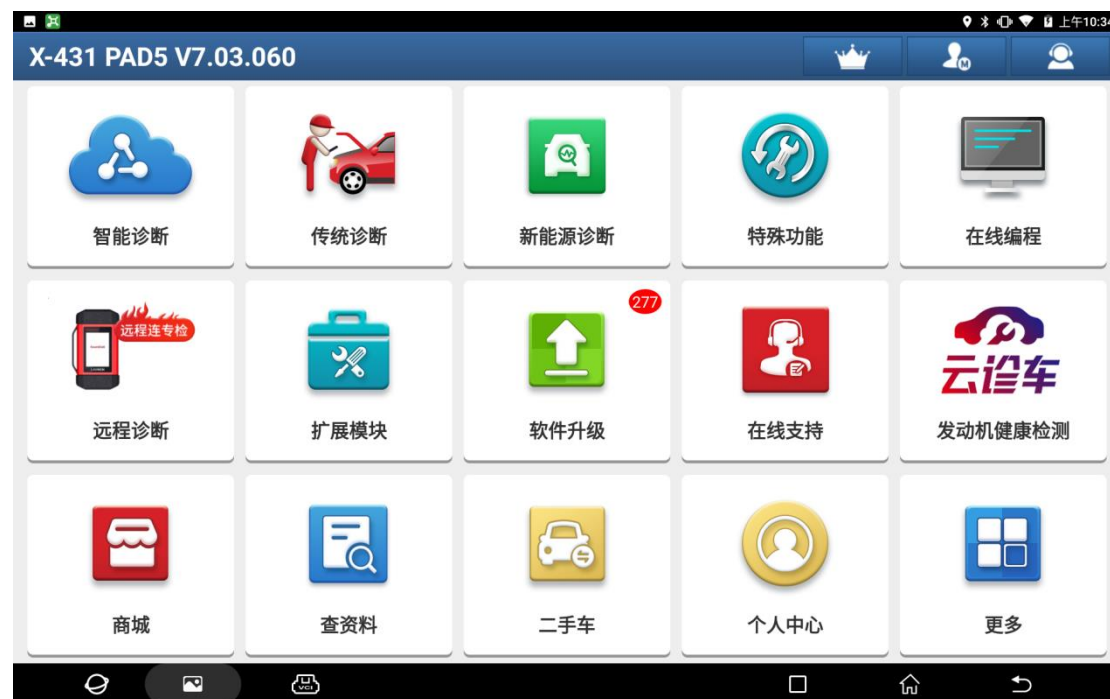 上午10:34
X-431 PAD5 V7.03.060
M
智能诊断
传统诊断
新能源诊断
特殊功能
在线编程
远程连专检
277
云诊车
远程诊断
扩展模块
软件升级
在线支持
发动机健康检测
商城
查资料
二手车
个人中心
更多
VCI